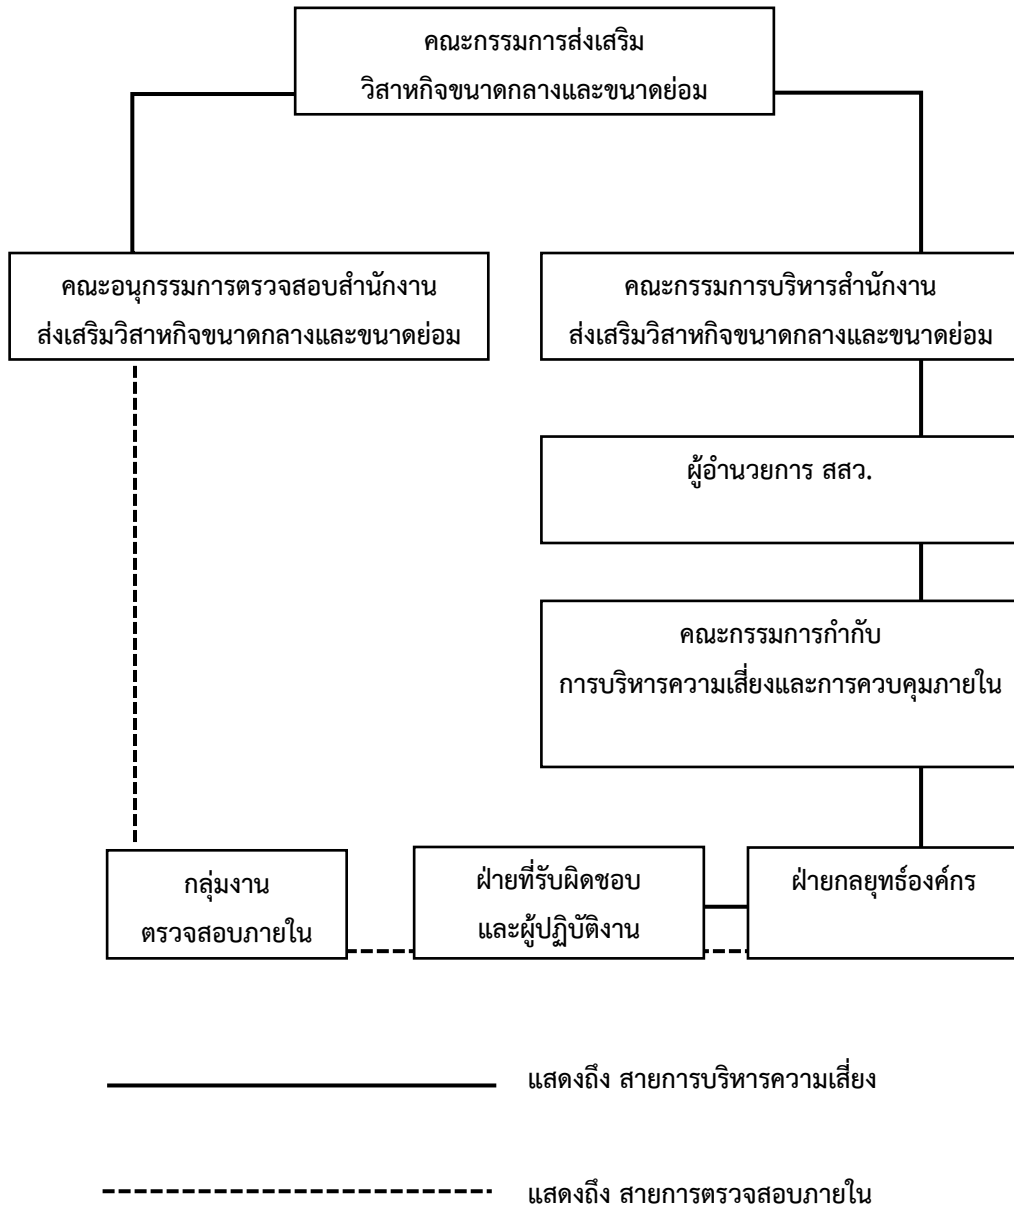 คณะกรรมการส่งเสริม
วิสาหกิจขนาดกลางและขนาดย่อม
คณะอนุกรรมการตรวจสอบสำนักงาน
ส่งเสริมวิสาหกิจขนาดกลางและขนาดย่อม
คณะกรรมการบริหารสำนักงาน
ส่งเสริมวิสาหกิจขนาดกลางและขนาดย่อม
ผู้อำนวยการ สสว.
คณะกรรมการกำกับ
การบริหารความเสี่ยงและการควบคุมภายใน
กลุ่มงาน
ตรวจสอบภายใน
ฝ่ายที่รับผิดชอบ
และผู้ปฏิบัติงาน
ฝ่ายกลยุทธ์องค์กร
แสดงถึง สายการบริหารความเสี่ยง
แสดงถึง สายการตรวจสอบภายใน